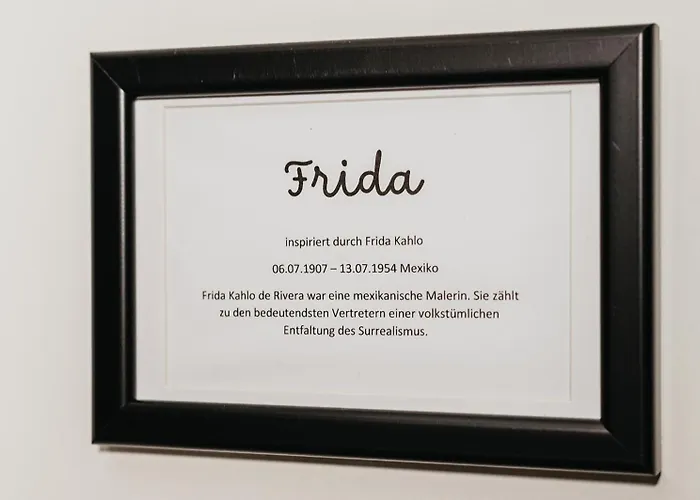 Frida
inspiriert durch Frida Kahlo
06.07.1907 – 13.07.1954 Mexiko
Frida Kahlo de Rivera war eine mexikanische Malerin. Sie zählt
zu den bedeutendsten Vertretern einer volkstümlichen
Entfaltung des Surrealismus.